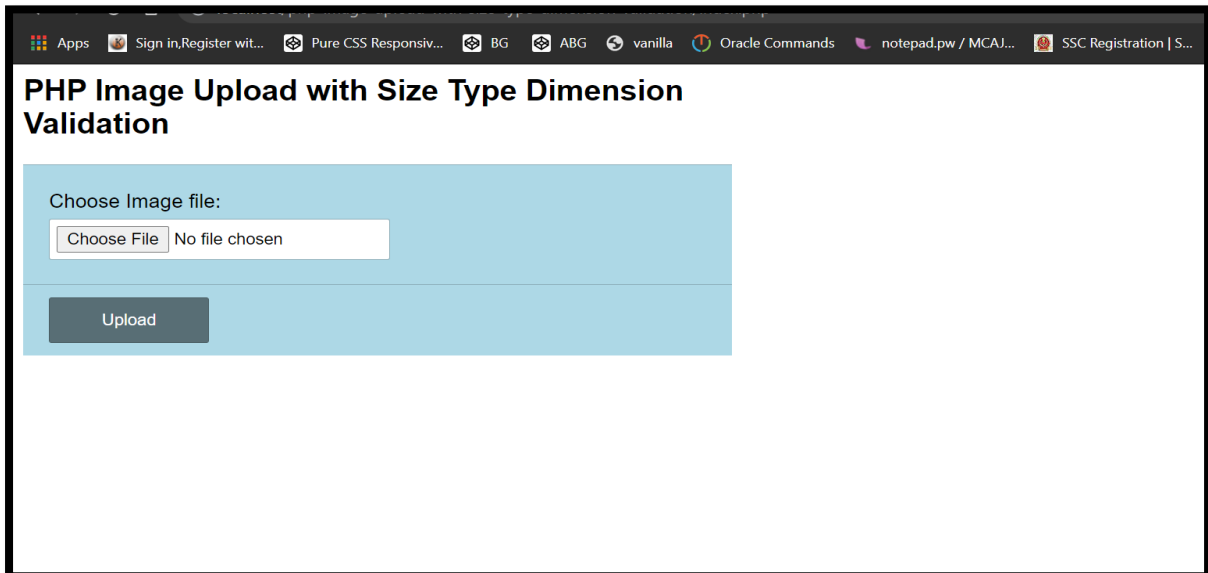 Apps Sign in,Register wit... Pure CSS Responsiv... BG ABG vanilla Oracle Commands notepad.pw / MCAJ... SSC Registration | S...
PHP Image Upload with Size Type Dimension
Validation
Choose Image file:
Choose File No file chosen
Upload